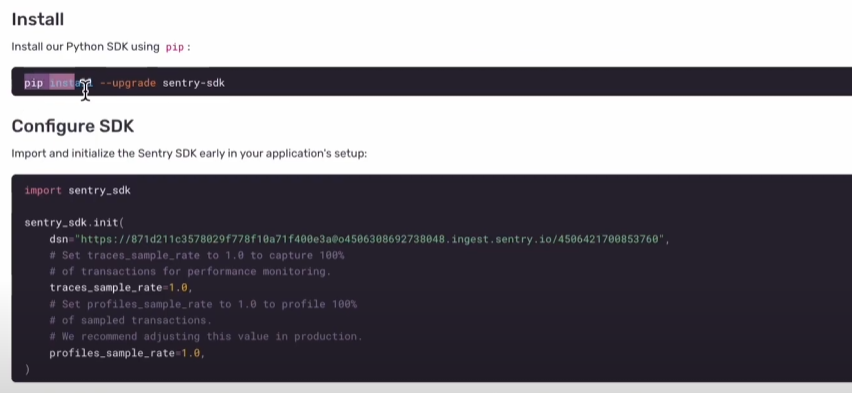 Install
Install our Python SDK using pip :
pip install --upgrade sentry-sdk
Configure SDK
Import and initialize the Sentry SDK early in your application's setup:
import sentry_sdk
sentry_sdk.init(
dsn="https://871d211c3578029f778f10a71f400e3a@o4506308692738048.ingest.sentry.io/4506421700853760",
# Set traces_sample_rate to 1.0 to capture 100%
# of transactions for performance monitoring.
traces_sample_rate=1.0,
# Set profiles_sample_rate to 1.0 to profile 100%
# of sampled transactions.
# We recommend adjusting this value in production.
profiles_sample_rate=1.0,
)